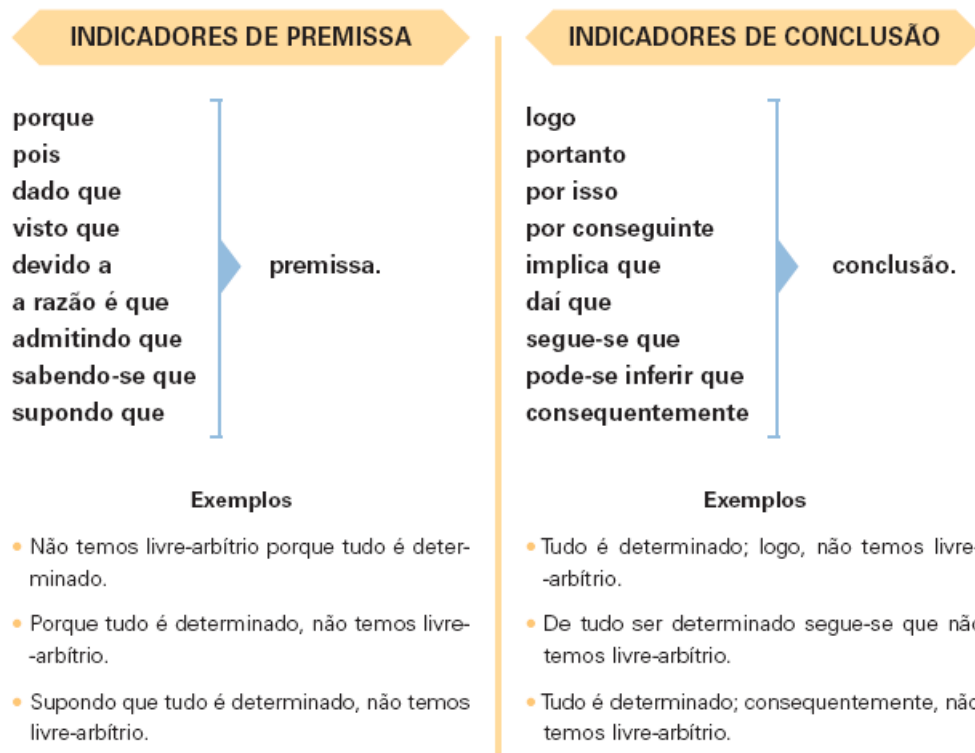 INDICADORES DE PREMISSA
porque
pois
dado que
visto que
devido a
a razão é que
admitindo que
sabendo-se que
supondo que
premissa.
Exemplos
• Não temos livre-arbítrio porque tudo é deter-
minado.
• Porque tudo é determinado, não temos livre-
-arbítrio.
• Supondo que tudo é determinado, não temos
livre-arbítrio.
INDICADORES DE CONCLUSÃO
logo
portanto
por isso
por conseguinte
implica que
daí que
segue-se que
pode-se inferir que
consequentemente
conclusão.
Exemplos
• Tudo é determinado; logo, não temos livre-
-arbítrio.
• De tudo ser determinado segue-se que não
temos livre-arbítrio.
• Tudo é determinado; consequentemente, não
temos livre-arbítrio.